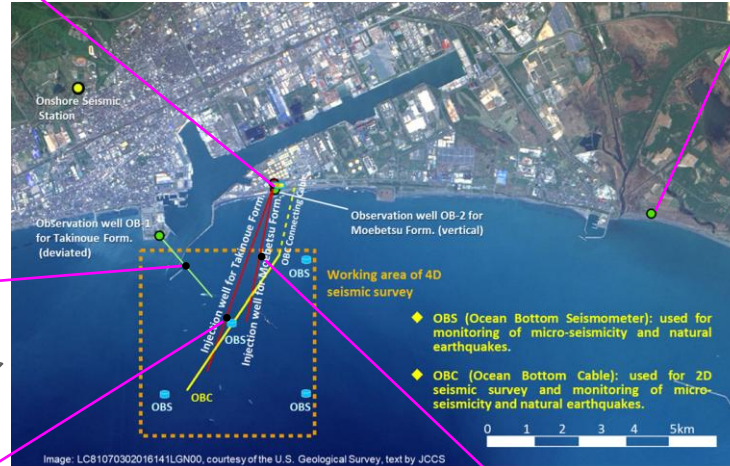 Onshore Seismic
Station
Observation well OB-1
for Takinoue Form.
(deviated)
Injection well for Takinoue Form.
Injection well for Moebetsu Form.
OBC Connecting Cable
Observation well OB-2 for
Moebetsu Form. (vertical)
OBS
Working area of 4D
seismic survey
OBS
OBC
OBS
OBS
◆ OBS (Ocean Bottom Seismometer): used for
monitoring of micro-seismicity and natural
earthquakes.
◆ OBC (Ocean Bottom Cable): used for 2D
seismic survey and monitoring of micro-
seismicity and natural earthquakes.
0 1 2 3 4 5km
Image: LC81070302016141LGN00, courtesy of the U.S. Geological Survey, text by JCCS